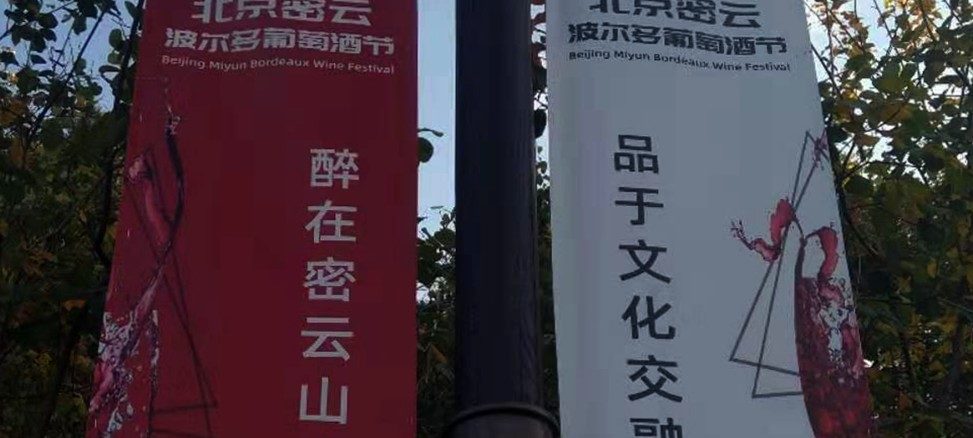 北京密云
波尔多葡萄酒节
Beijing Miyun Bordeaux Wine Festival
醉在密云山
北京密云
波尔多葡萄酒节
Beijing Miyun Bordeaux Wine Festival
品于文化交融